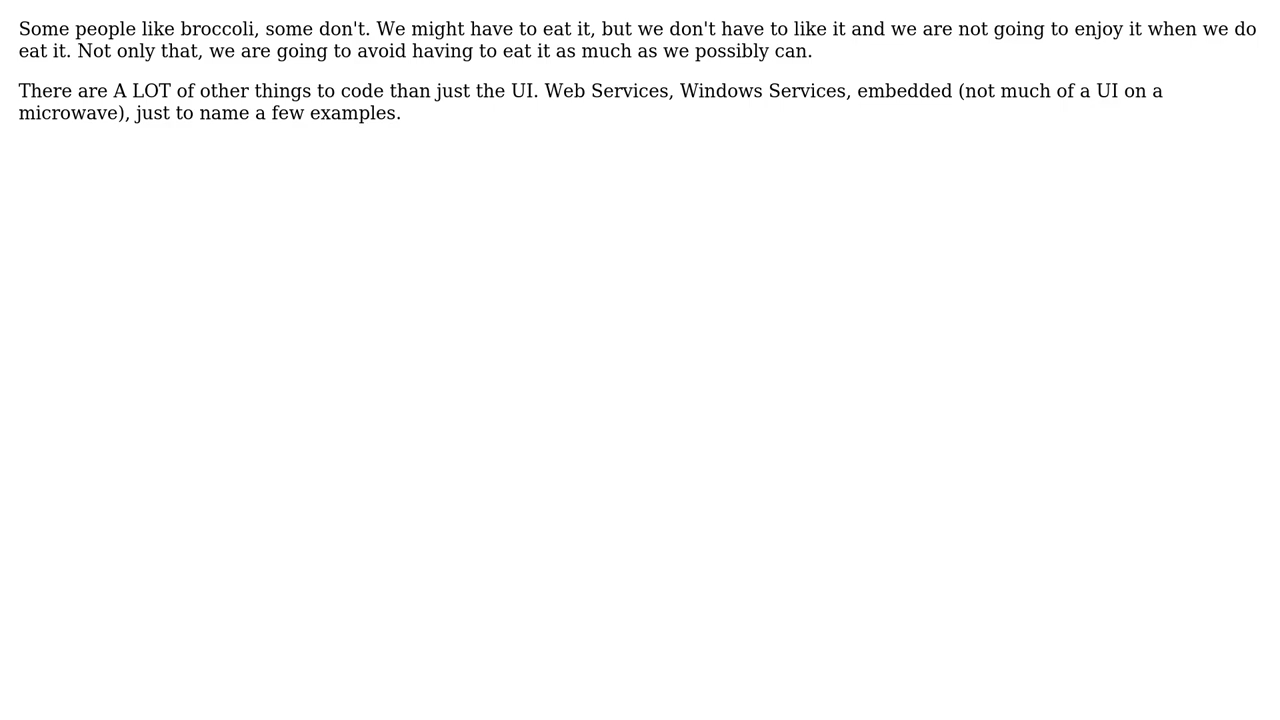 Some people like broccoli, some don't. We might have to eat it, but we don't have to like it and we are not going to enjoy it when we do
eat it. Not only that, we are going to avoid having to eat it as much as we possibly can.
There are A LOT of other things to code than just the UI. Web Services, Windows Services, embedded (not much of a UI on a
microwave), just to name a few examples.